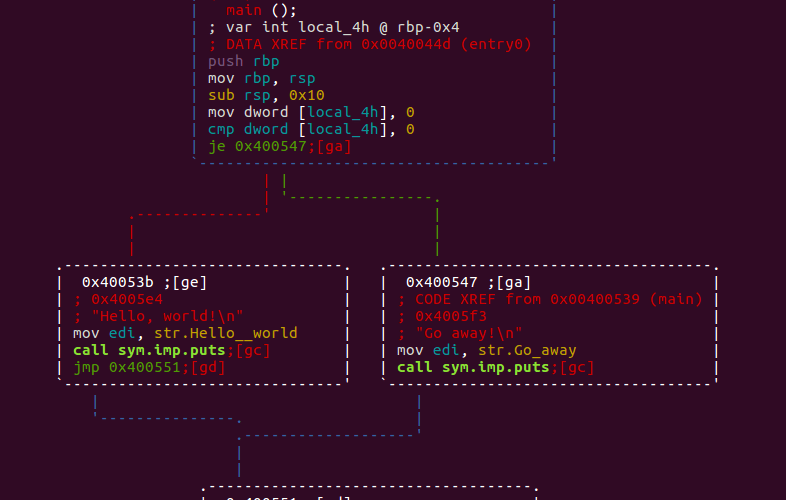 main ();
; var int local_4h @ rbp-0x4
; DATA XREF from 0x0040044d (entry0)
push rbp
mov rbp, rsp
sub rsp, 0x10
mov dword [local_4h], 0
cmp dword [local_4h], 0
je 0x400547;[ga]
0x40053b ;[ge]
; 0x4005e4
; "Hello, world!\n"
mov edi, str.Hello__world
call sym.imp.puts;[gc]
jmp 0x400551;[gd]
0x400547 ;[ga]
; CODE XREF from 0x00400539 (main)
; 0x4005f3
; "Go away!\n"
mov edi, str.Go_away
call sym.imp.puts;[gc]